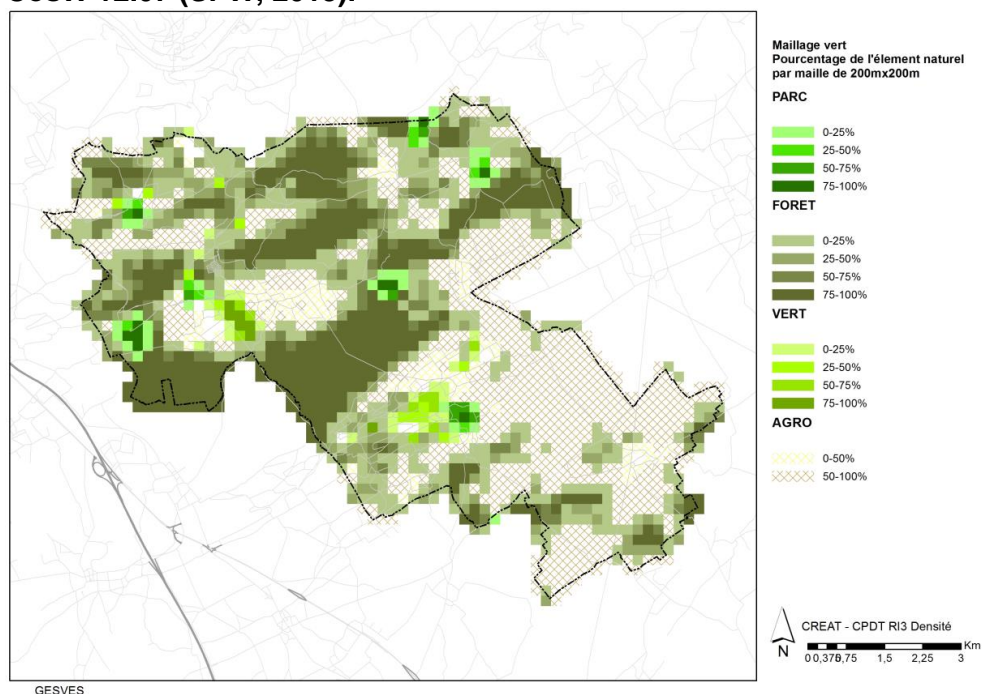 Maillage vert
Pourcentage de l'élement naturel
par maille de 200mx200m
PARC
0-25%
25-50%
50-75%
75-100%
FORET
0-25%
25-50%
50-75%
75-100%
VERT
0-25%
25-50%
50-75%
75-100%
AGRO
0-50%
50-100%
N
CREAT - CPDT RI3 Densité
Km
0 0,375 0,75 1,5 2,25 3
GESVES